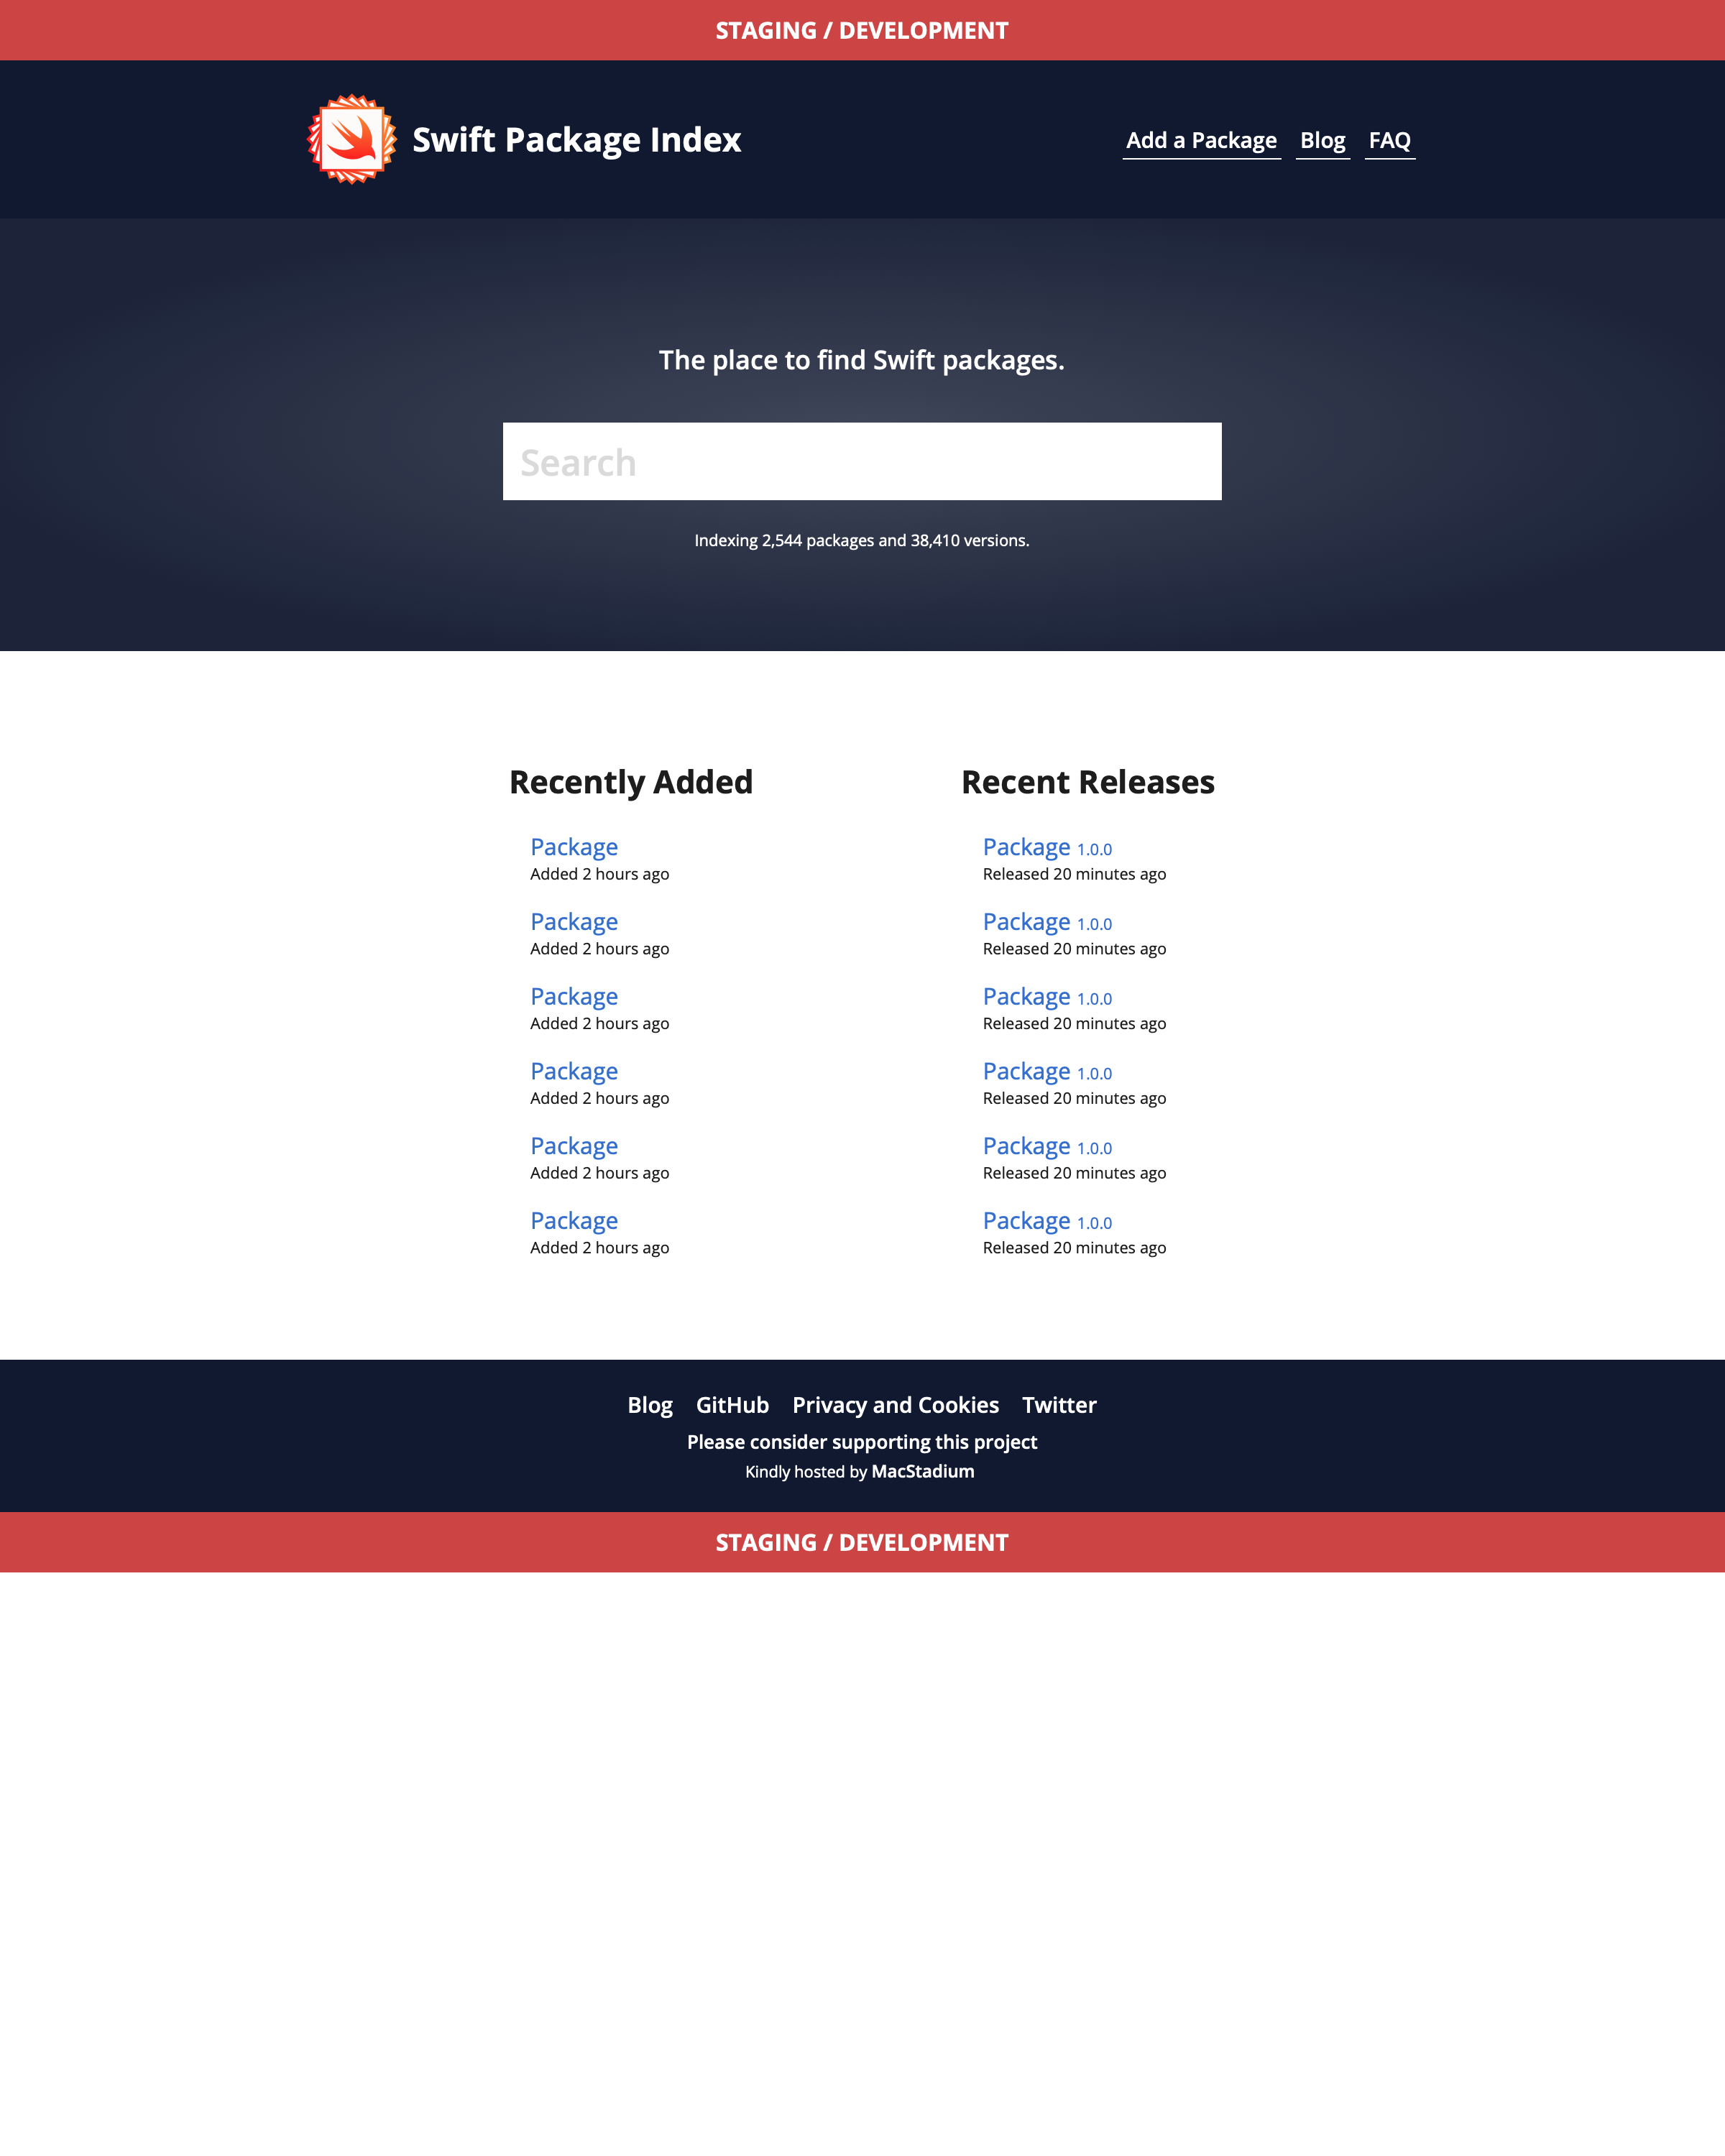 STAGING / DEVELOPMENT
Swift Package Index
Add a Package Blog FAQ
The place to find Swift packages.
Search
Indexing 2,544 packages and 38,410 versions.
Recently Added
Package
Added 2 hours ago
Package
Added 2 hours ago
Package
Added 2 hours ago
Package
Added 2 hours ago
Package
Added 2 hours ago
Package
Added 2 hours ago
Recent Releases
Package 1.0.0
Released 20 minutes ago
Package 1.0.0
Released 20 minutes ago
Package 1.0.0
Released 20 minutes ago
Package 1.0.0
Released 20 minutes ago
Package 1.0.0
Released 20 minutes ago
Package 1.0.0
Released 20 minutes ago
Blog GitHub Privacy and Cookies Twitter
Please consider supporting this project
Kindly hosted by MacStadium
STAGING / DEVELOPMENT